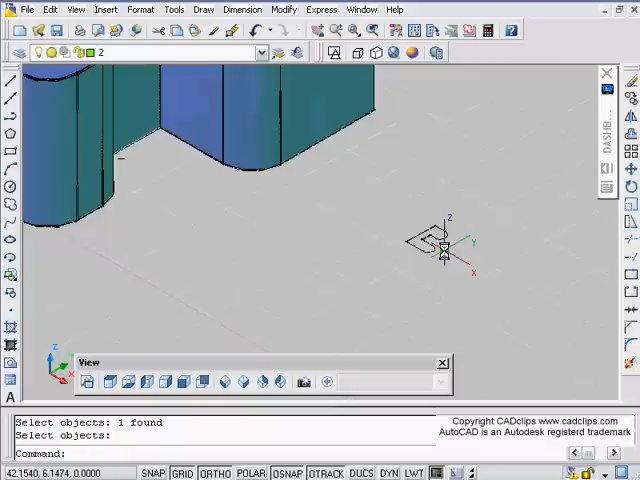 File Edit View Insert Format Tools Draw Dimension Modify Express Window Help
2
DASHB...
Z
Y
X
Z
X
View
Select objects: 1 found
Select objects:
Command:
Copyright CADclips www.cadclips.com
AutoCAD is an Autodesk registerd trademark
42.1540, 6.1474, 0.0000 SNAP GRID ORTHO POLAR OSNAP OTRACK DUCS DYN LWT
A